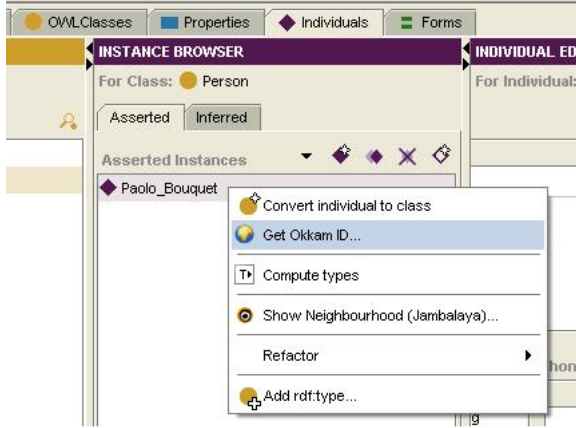 OWLClasses Properties Individuals Forms
INSTANCE BROWSER
INDIVIDUAL ED
For Class: Person
For Individual:
Asserted Inferred
Asserted Instances
Paolo_Bouquet
Convert individual to class
Get Okkam ID...
T
Compute types
Show Neighbourhood (Jambalaya)...
Refactor
hon
Add rdf:type...
g